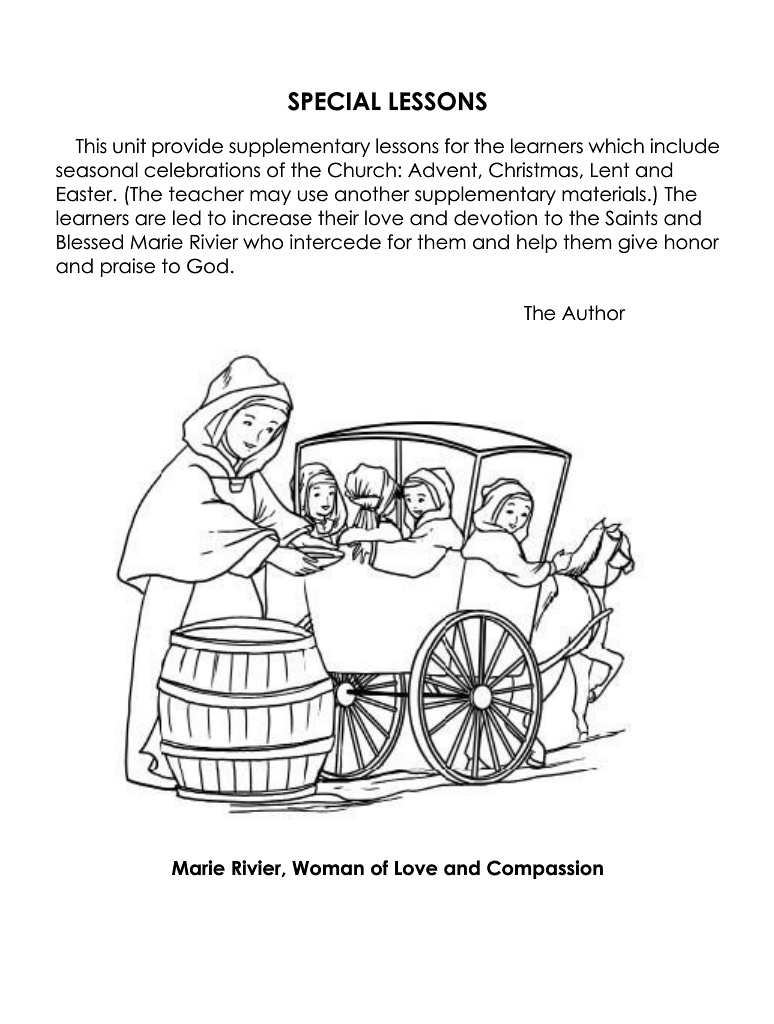 SPECIAL LESSONS
This unit provide supplementary lessons for the learners which include
seasonal celebrations of the Church: Advent, Christmas, Lent and
Easter. (The teacher may use another supplementary materials.) The
learners are led to increase their love and devotion to the Saints and
Blessed Marie Rivier who intercede for them and help them give honor
and praise to God.
The Author
Marie Rivier, Woman of Love and Compassion